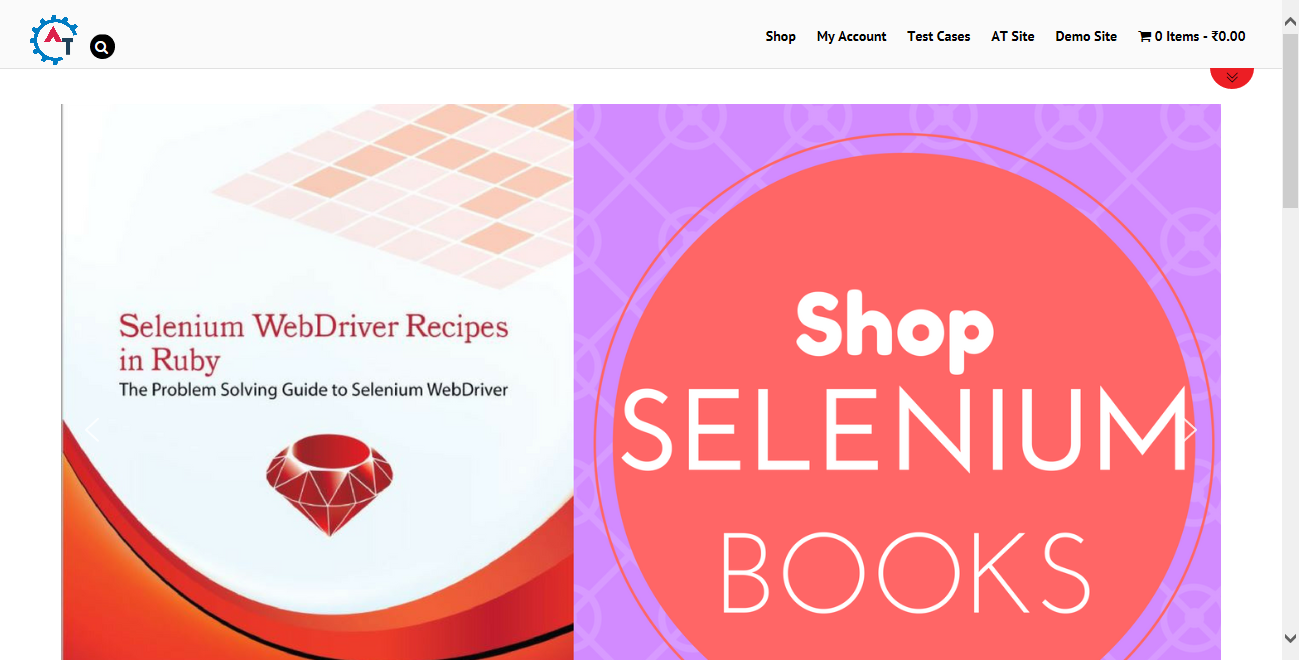 AT
Shop My Account Test Cases AT Site Demo Site 0 Items - ₹0.00
Selenium WebDriver Recipes
in Ruby
The Problem Solving Guide to Selenium WebDriver
Shop
SELENIUM
BOOKS